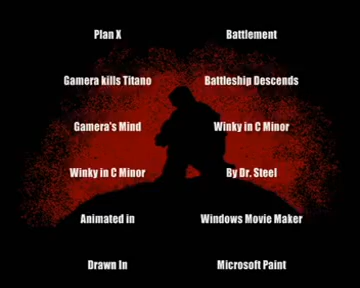 Plan X Battlement
Gamera kills Titano Battleship Descends
Gamera's Mind Winky in C Minor
Winky in C Minor By Dr. Steel
Animated in Windows Movie Maker
Drawn In Microsoft Paint